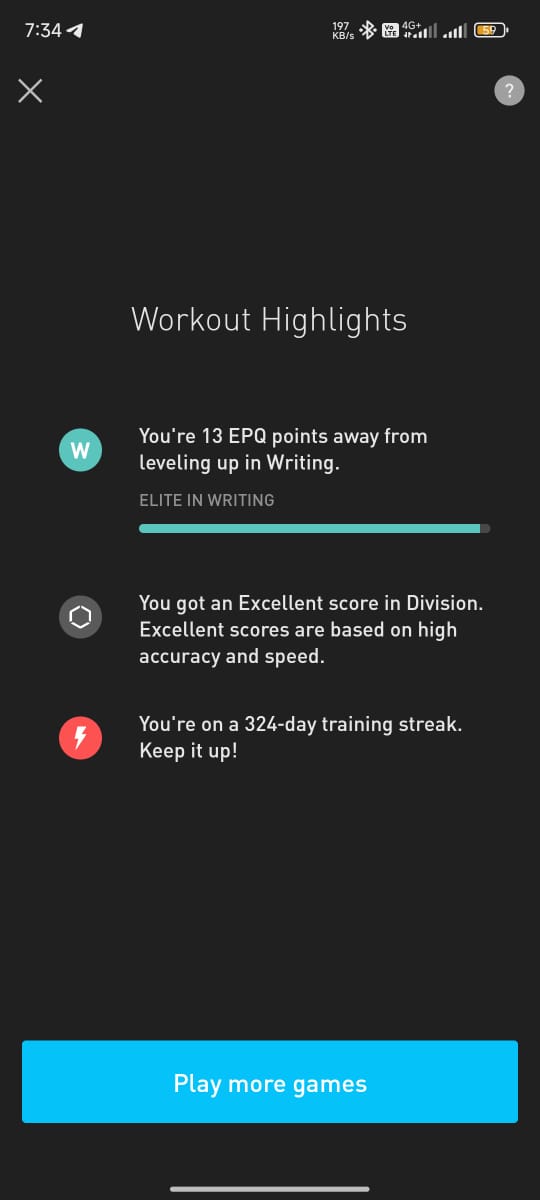 7:34
197
KB/s
Vo
LTE
4G+
59
?
Workout Highlights
W
You're 13 EPQ points away from
leveling up in Writing.
ELITE IN WRITING
You got an Excellent score in Division.
Excellent scores are based on high
accuracy and speed.
You're on a 324-day training streak.
Keep it up!
Play more games